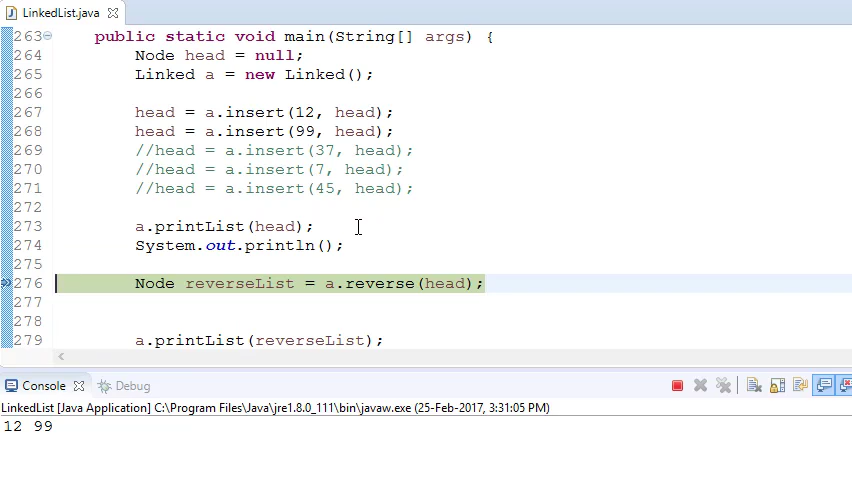 LinkedList.java
263 public static void main(String[] args) {
264 Node head = null;
265 Linked a = new Linked();
266
267 head = a.insert(12, head);
268 head = a.insert(99, head);
269 //head = a.insert(37, head);
270 //head = a.insert(7, head);
271 //head = a.insert(45, head);
272
273 a.printList(head);
274 System.out.println();
275
276 Node reverseList = a.reverse(head);
277
278
279 a.printList(reverseList);
Console Debug
LinkedList [Java Application] C:\Program Files\Java\jre1.8.0_111\bin\javaw.exe (25-Feb-2017, 3:31:05 PM)
12 99